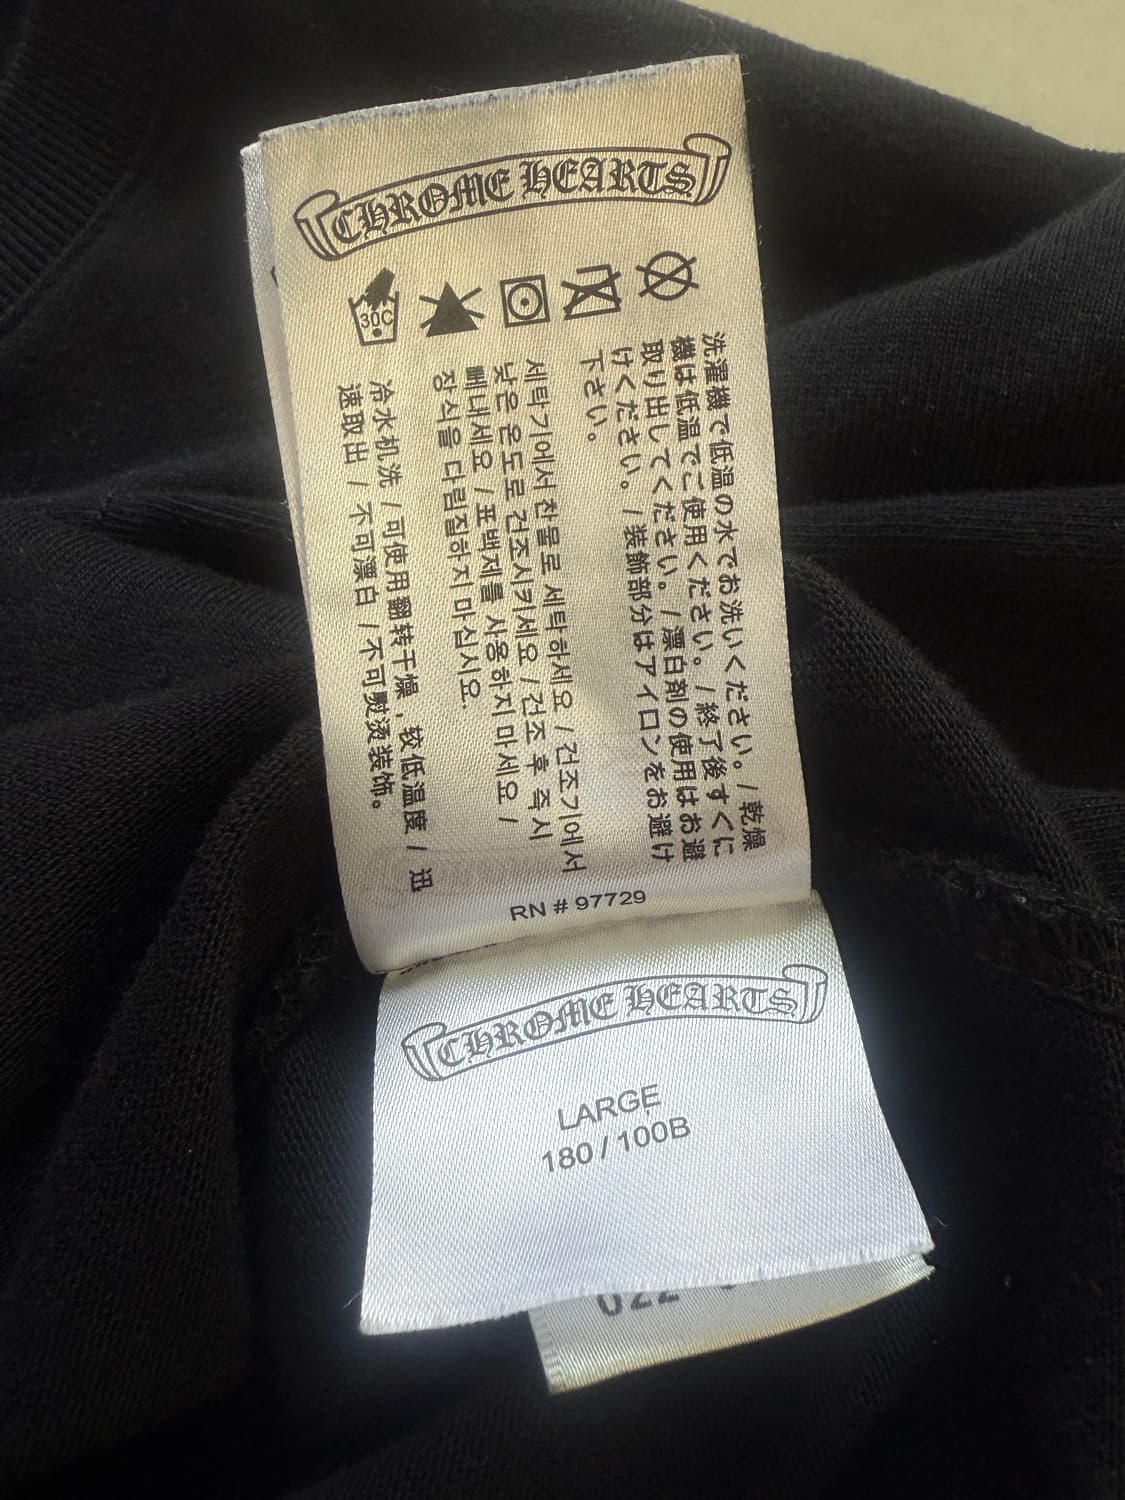 CHROME HEARTS
30C
洗濯機で低温の水でお洗いください。/ 乾燥
機は低温でご使用ください。/ 終了後すぐに
取り出してください。/ 漂白剤の使用はお避
けください。/ 装飾部分はアイロンをお避け
下さい。
세탁기에서 찬물로 세탁하세요 / 건조기에서
낮은 온도로 건조시키세요 / 건조 후 즉시
빼내세요 / 표백제를 사용하지 마세요 /
장식을 다림질하지 마십시오.
冷水机洗 / 可使用翻转干燥 , 较低温度 / 迅
速取出 / 不可漂白 / 不可熨烫装饰。
RN # 97729
CHROME HEARTS
LARGE
180 / 100B